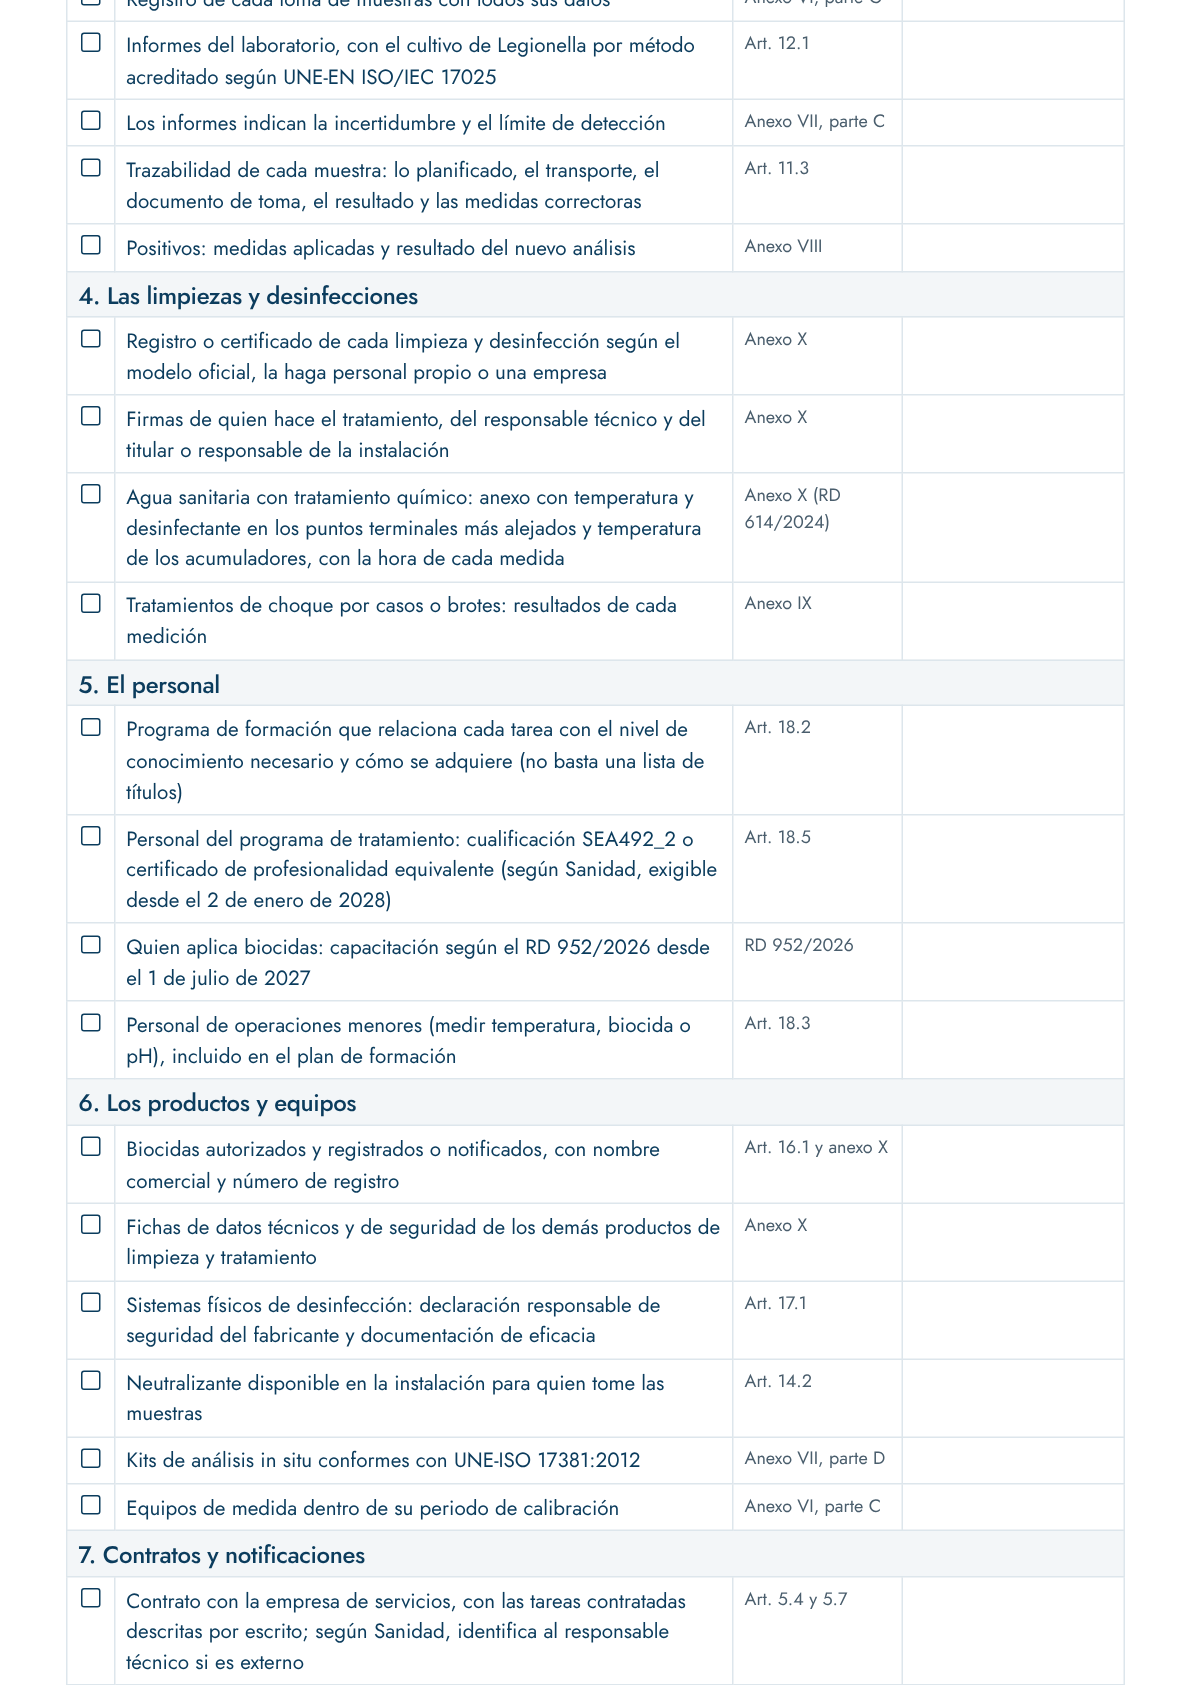 Registro de cada toma de muestras con todos sus datos
Anexo VI, parte C
Informes del laboratorio, con el cultivo de Legionella por método
Art. 12.1
acreditado según UNE-EN ISO/IEC 17025
Los informes indican la incertidumbre y el límite de detección
Anexo VII, parte C
Trazabilidad de cada muestra: lo planificado, el transporte, el
Art. 11.3
documento de toma, el resultado y las medidas correctoras
Positivos: medidas aplicadas y resultado del nuevo análisis
Anexo VIII
4. Las limpiezas y desinfecciones
Registro o certificado de cada limpieza y desinfección según el
Anexo X
modelo oficial, la haga personal propio o una empresa
Firmas de quien hace el tratamiento, del responsable técnico y del
Anexo X
titular o responsable de la instalación
Agua sanitaria con tratamiento químico: anexo con temperatura y
Anexo X (RD
desinfectante en los puntos terminales más alejados y temperatura
614/2024)
de los acumuladores, con la hora de cada medida
Tratamientos de choque por casos o brotes: resultados de cada
Anexo IX
medición
5. El personal
Programa de formación que relaciona cada tarea con el nivel de
Art. 18.2
conocimiento necesario y cómo se adquiere (no basta una lista de
títulos)
Personal del programa de tratamiento: cualificación SEA492_2 o
Art. 18.5
certificado de profesionalidad equivalente (según Sanidad, exigible
desde el 2 de enero de 2028)
Quien aplica biocidas: capacitación según el RD 952/2026 desde
RD 952/2026
el 1 de julio de 2027
Personal de operaciones menores (medir temperatura, biocida o
Art. 18.3
pH), incluido en el plan de formación
6. Los productos y equipos
Biocidas autorizados y registrados o notificados, con nombre
Art. 16.1 y anexo X
comercial y número de registro
Fichas de datos técnicos y de seguridad de los demás productos de
Anexo X
limpieza y tratamiento
Sistemas físicos de desinfección: declaración responsable de
Art. 17.1
seguridad del fabricante y documentación de eficacia
Neutralizante disponible en la instalación para quien tome las
Art. 14.2
muestras
Kits de análisis in situ conformes con UNE-ISO 17381:2012
Anexo VII, parte D
Equipos de medida dentro de su periodo de calibración
Anexo VI, parte C
7. Contratos y notificaciones
Contrato con la empresa de servicios, con las tareas contratadas
Art. 5.4 y 5.7
descritas por escrito; según Sanidad, identifica al responsable
técnico si es externo